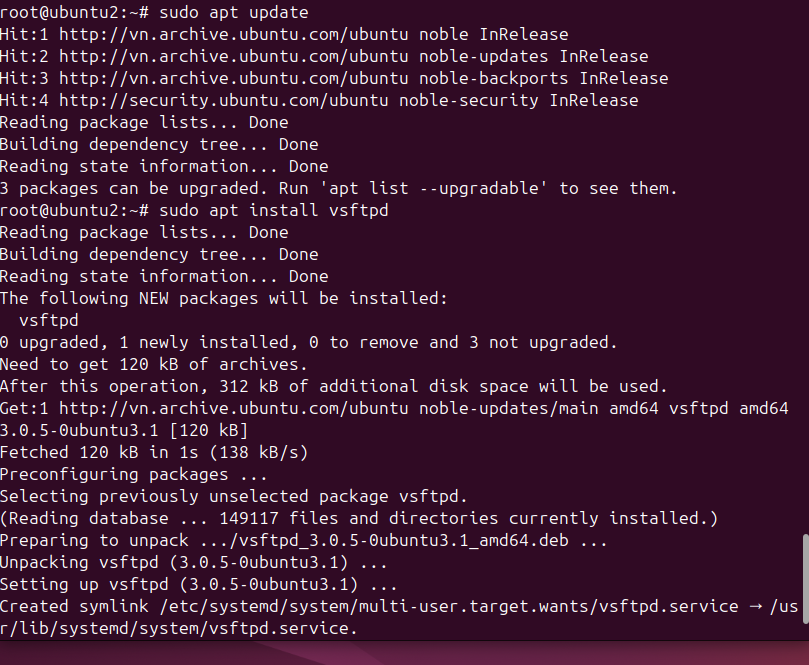 root@ubuntu2:~# sudo apt update
Hit:1 http://vn.archive.ubuntu.com/ubuntu noble InRelease
Hit:2 http://vn.archive.ubuntu.com/ubuntu noble-updates InRelease
Hit:3 http://vn.archive.ubuntu.com/ubuntu noble-backports InRelease
Hit:4 http://security.ubuntu.com/ubuntu noble-security InRelease
Reading package lists... Done
Building dependency tree... Done
Reading state information... Done
3 packages can be upgraded. Run 'apt list --upgradable' to see them.
root@ubuntu2:~# sudo apt install vsftpd
Reading package lists... Done
Building dependency tree... Done
Reading state information... Done
The following NEW packages will be installed:
  vsftpd
0 upgraded, 1 newly installed, 0 to remove and 3 not upgraded.
Need to get 120 kB of archives.
After this operation, 312 kB of additional disk space will be used.
Get:1 http://vn.archive.ubuntu.com/ubuntu noble-updates/main amd64 vsftpd amd64
3.0.5-0ubuntu3.1 [120 kB]
Fetched 120 kB in 1s (138 kB/s)
Preconfiguring packages ...
Selecting previously unselected package vsftpd.
(Reading database ... 149117 files and directories currently installed.)
Preparing to unpack .../vsftpd_3.0.5-0ubuntu3.1_amd64.deb ...
Unpacking vsftpd (3.0.5-0ubuntu3.1) ...
Setting up vsftpd (3.0.5-0ubuntu3.1) ...
Created symlink /etc/systemd/system/multi-user.target.wants/vsftpd.service → /us
r/lib/systemd/system/vsftpd.service.